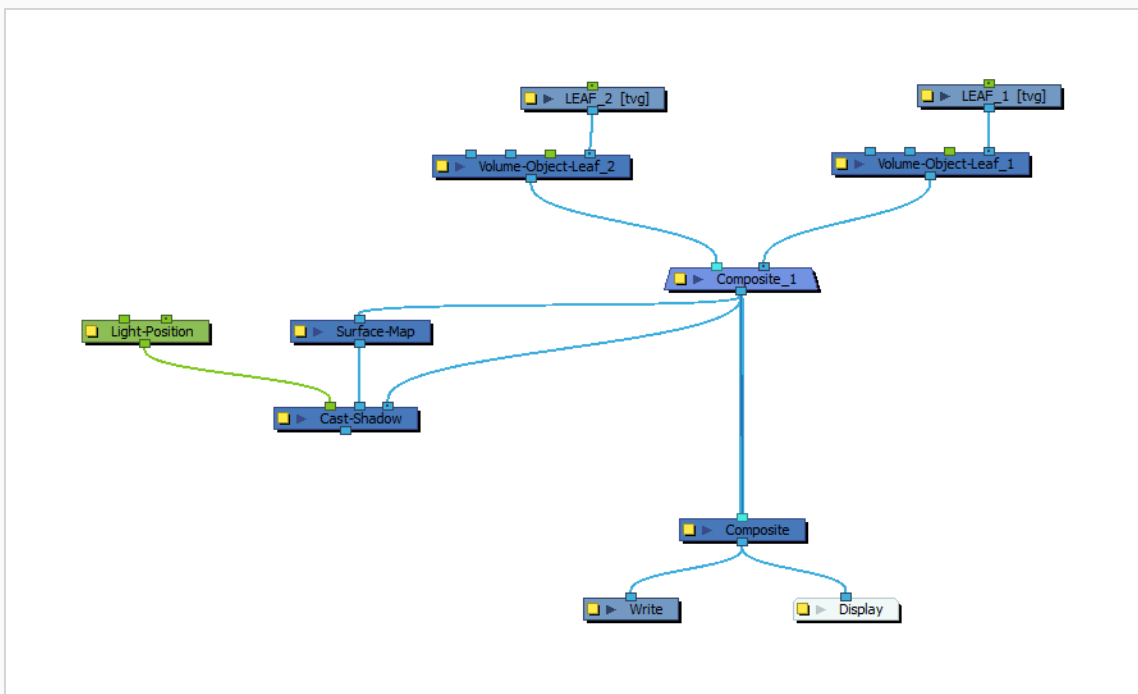 LEAF_2 [tvg]
LEAF_1 [tvg]
Volume-Object-Leaf_2
Volume-Object-Leaf_1
Composite_1
Light-Position
Surface-Map
Cast-Shadow
Composite
Write
Display